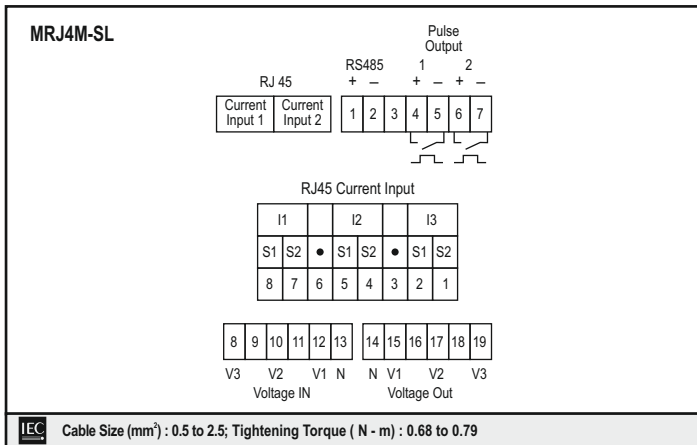 MRJ4M-SL
Pulse
Output
RS485 1 2
RJ 45 + – + – + –
Current Current
Input 1 Input 2 1 2 3 4 5 6 7
RJ45 Current Input
I1 I2 I3
S1 S2 • S1 S2 • S1 S2
8 7 6 5 4 3 2 1
8 9 10 11 12 13 14 15 16 17 18 19
V3 V2 V1 N N V1 V2 V3
Voltage IN Voltage Out
IEC Cable Size (mm²) : 0.5 to 2.5; Tightening Torque ( N - m) : 0.68 to 0.79